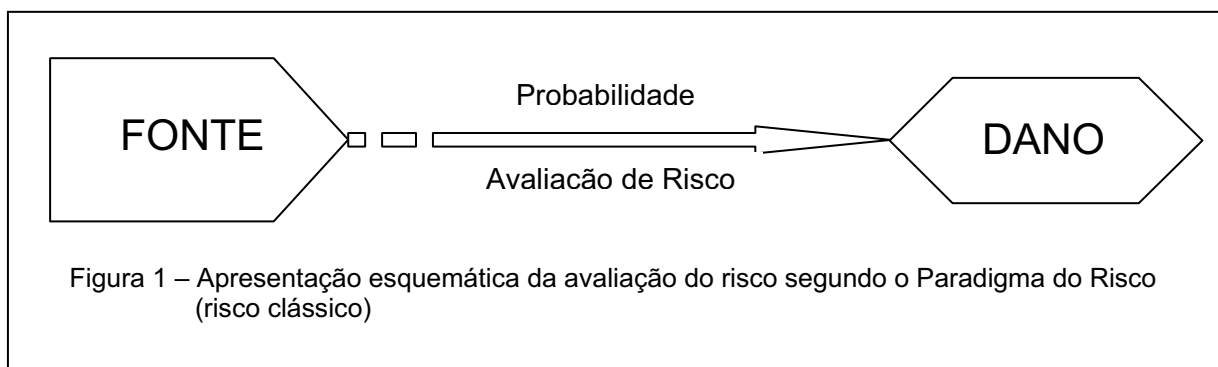 Probabilidade
FONTE
DANO
Avaliacão de Risco
Figura 1 – Apresentação esquemática da avaliação do risco segundo o Paradigma do Risco
(risco clássico)